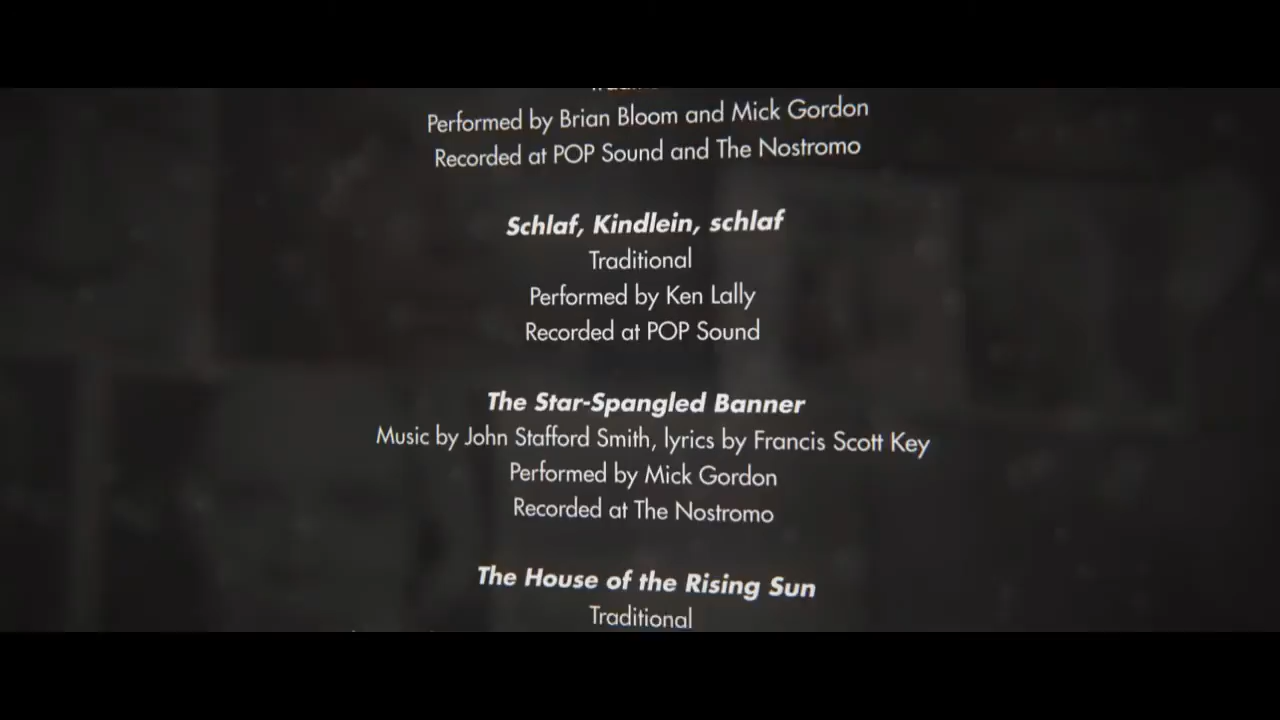 Performed by Brian Bloom and Mick Gordon
Recorded at POP Sound and The Nostromo
Schlaf, Kindlein, schlaf
Traditional
Performed by Ken Lally
Recorded at POP Sound
The Star-Spangled Banner
Music by John Stafford Smith, lyrics by Francis Scott Key
Performed by Mick Gordon
Recorded at The Nostromo
The House of the Rising Sun
Traditional